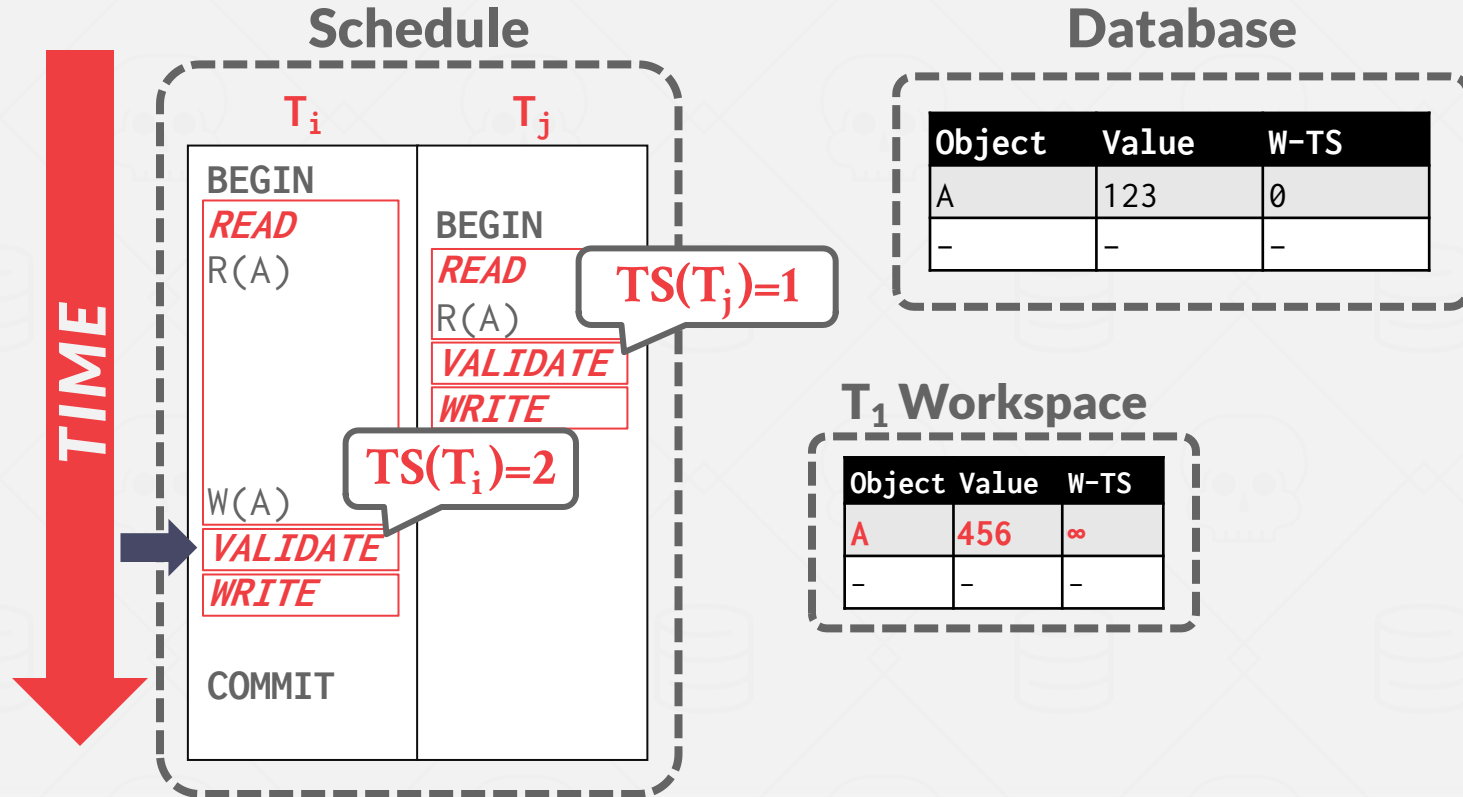 Schedule
Database
TIME
Ti
Tj
BEGIN
READ
R(A)
W(A)
VALIDATE
WRITE
COMMIT
BEGIN
READ
R(A)
VALIDATE
WRITE
TS(Tj)=1
TS(Ti)=2
Object Value W-TS
A 123 0
- - -
T1 Workspace
Object Value W-TS
A 456 ∞
- - -